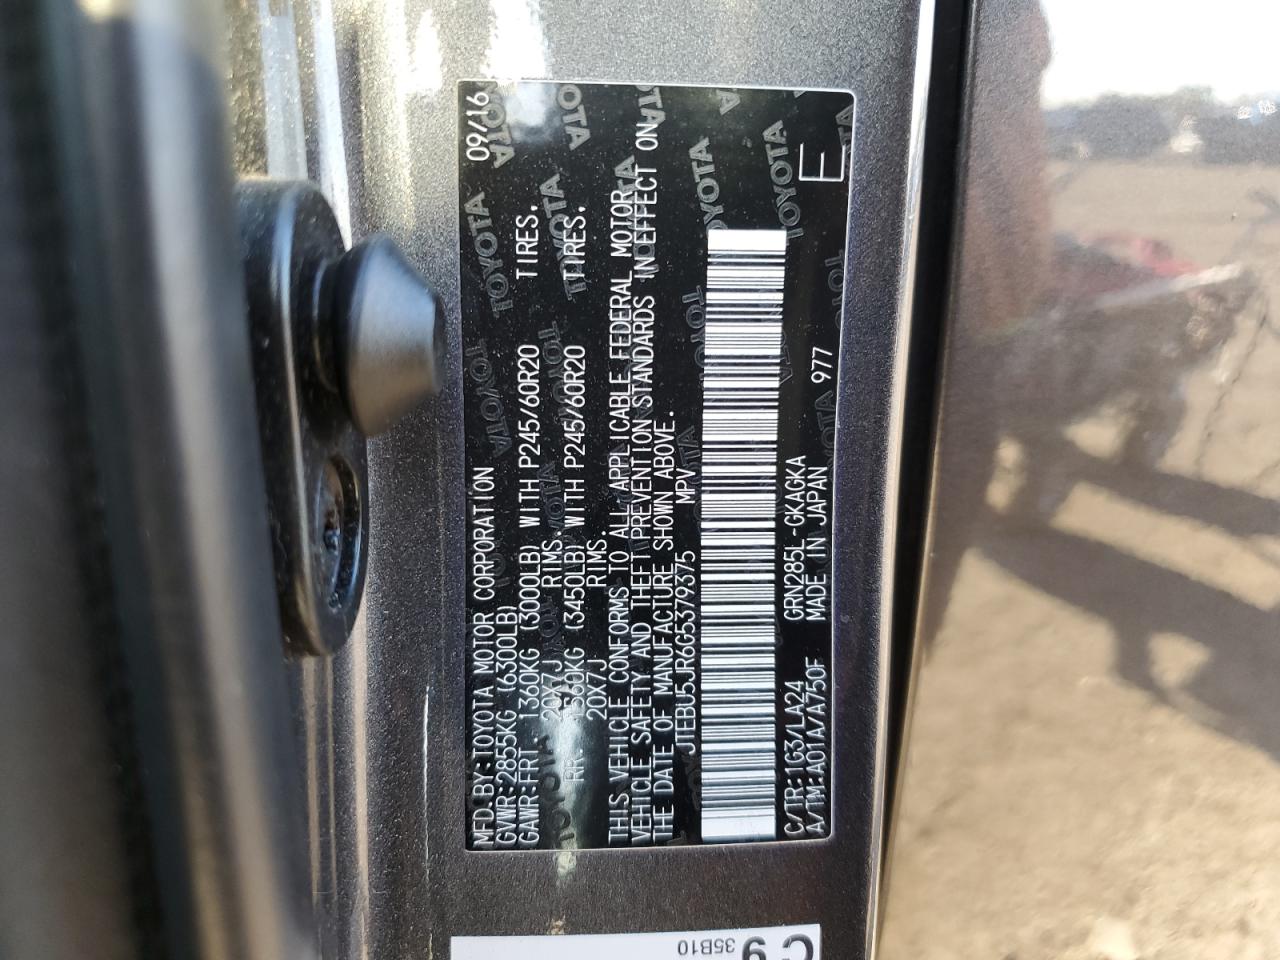 MFD.BY:TOYOTA MOTOR CORPORATION 09/16
GVWR:2855KG (6300LB)
GAWR:FRT. 1360KG (3000LB) WITH P245/60R20 TIRES.
20X7J RIMS.
RR. 1560KG (3450LB) WITH P245/60R20 TIRES.
20X7J RIMS.
THIS VEHICLE CONFORMS TO ALL APPLICABLE FEDERAL MOTOR
VEHICLE SAFETY AND THEFT PREVENTION STANDARDS IN EFFECT ON
THE DATE OF MANUFACTURE SHOWN ABOVE.
JTEBU5JR6G5379375 MPV
C/TR:1G3/LA24 GRN285L-GKAGKA
A/TM:A01A/A750F MADE IN JAPAN 977 E
C9
35B10